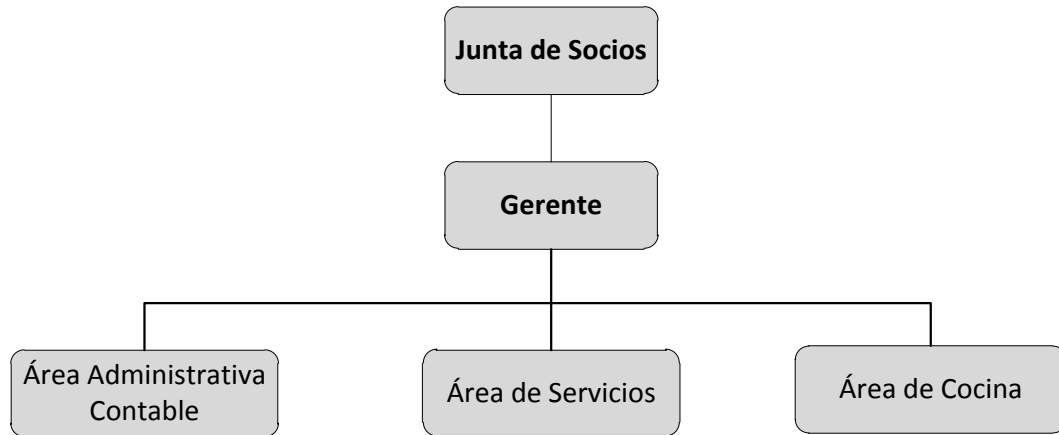 Junta de Socios
Gerente
Área Administrativa
Contable
Área de Servicios
Área de Cocina